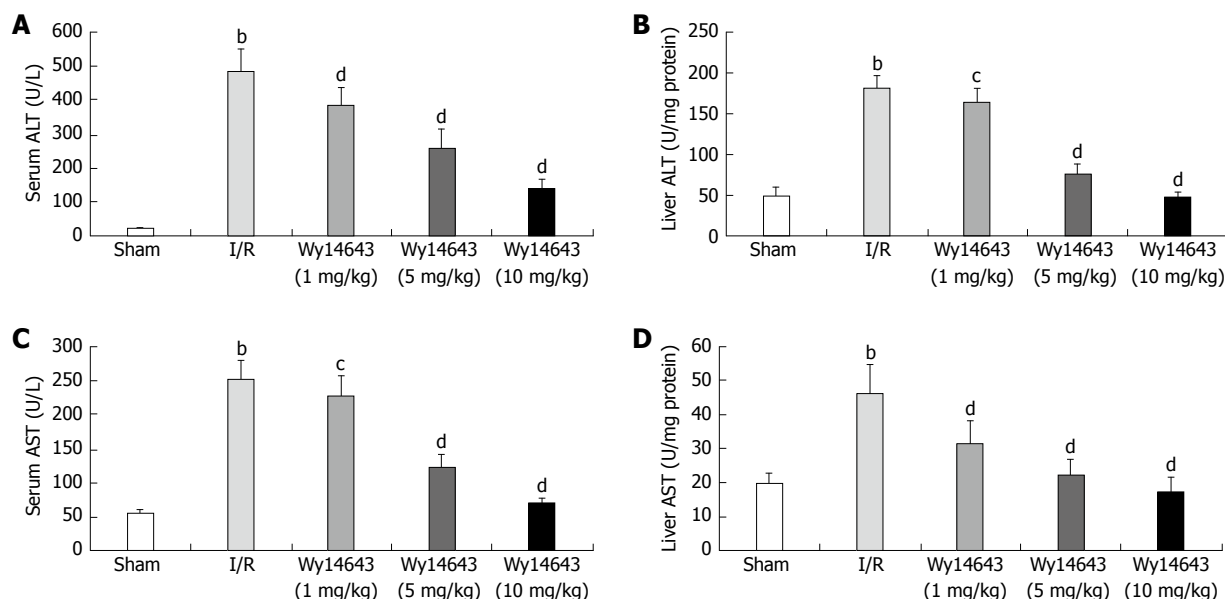 A
Serum ALT (U/L)
600
500
400
300
200
100
0
b
d
d
d
Sham I/R Wy14643 Wy14643 Wy14643
(1 mg/kg) (5 mg/kg) (10 mg/kg)
B
Liver ALT (U/mg protein)
250
200
150
100
50
0
b
c
d
d
Sham I/R Wy14643 Wy14643 Wy14643
(1 mg/kg) (5 mg/kg) (10 mg/kg)
C
Serum AST (U/L)
300
250
200
150
100
50
0
b
c
d
d
Sham I/R Wy14643 Wy14643 Wy14643
(1 mg/kg) (5 mg/kg) (10 mg/kg)
D
Liver AST (U/mg protein)
60
50
40
30
20
10
0
b
d
d
d
Sham I/R Wy14643 Wy14643 Wy14643
(1 mg/kg) (5 mg/kg) (10 mg/kg)